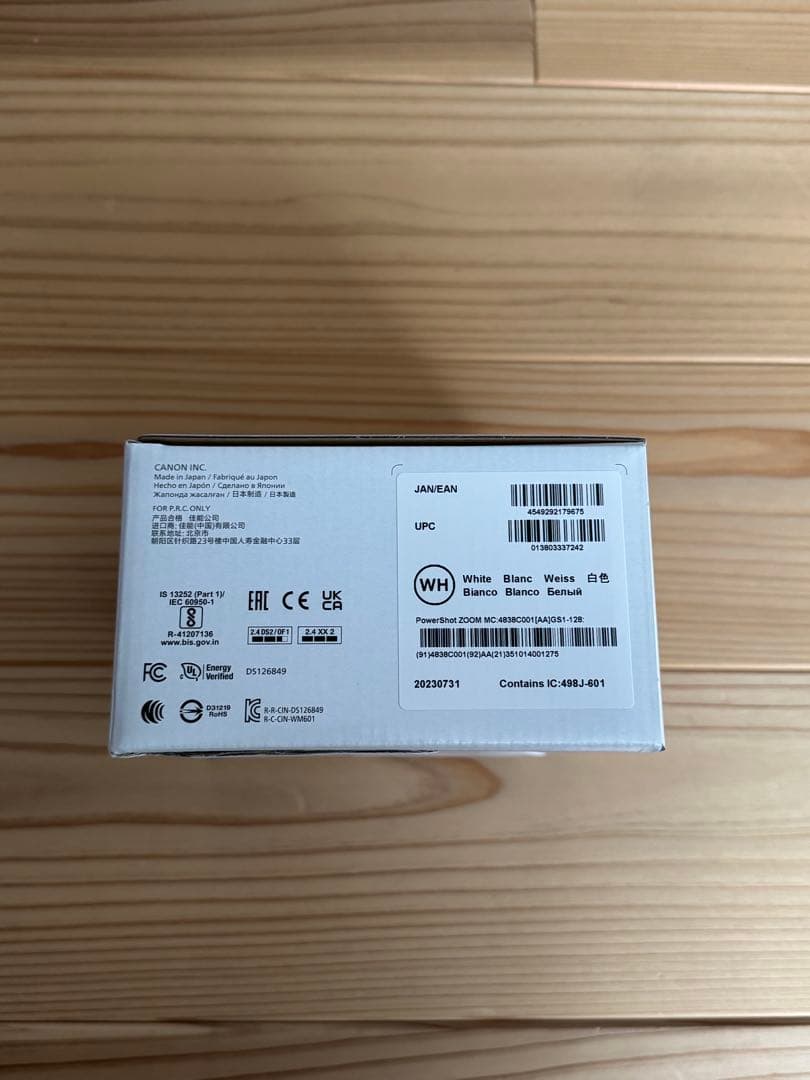 CANON INC.
Made in Japan / Fabriqué au Japon
Hecho en Japón / Сделано в Японии
Жапонда жасалған / 日本制造 / 日本製造
FOR P.R.C. ONLY
产品合格 佳能公司
进口商: 佳能(中国)有限公司
联系地址: 北京市
朝阳区针织路23号楼中国人寿金融中心33层
IS 13252 (Part 1)/
IEC 60950-1
R-41207136
www.bis.gov.in
EAC CE UK
CA
2.4 DS2/OF1 2.4 XX 2
FC
UL Energy
Verified
DS126849
D31219
RoHS
R-R-CIN-DS126849
R-C-CIN-WM601
JAN/EAN
4549292179675
UPC
013803337242
WH
White Blanc Weiss 白色
Bianco Blanco Белый
PowerShot ZOOM MC:4838C001[AA]GS1-128:
(91)4838C001(92)AA(21)351014001275
20230731 Contains IC:498J-601